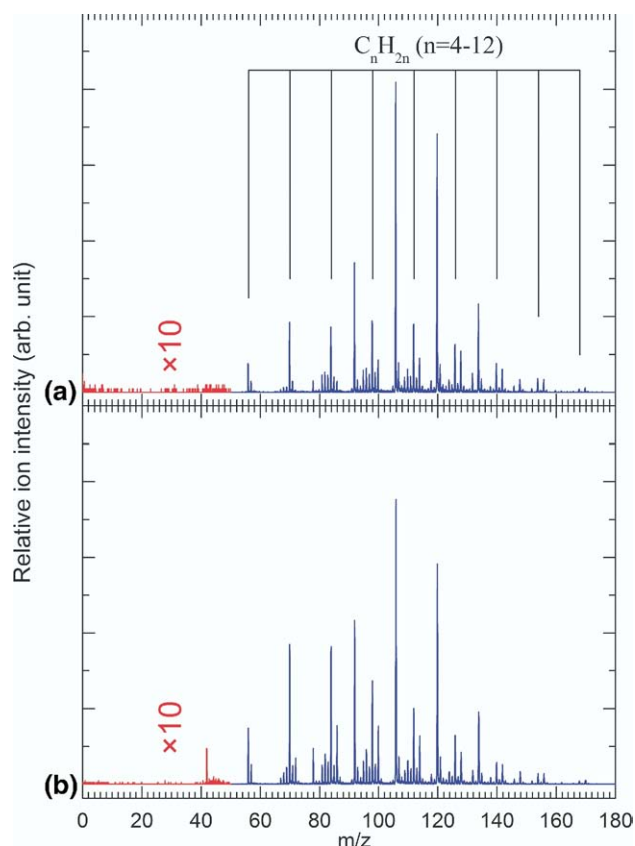 CₙH₂ₙ (n=4-12)
Relative ion intensity (arb. unit)
×10
(a)
×10
(b)
0 20 40 60 80 100 120 140 160 180
m/z